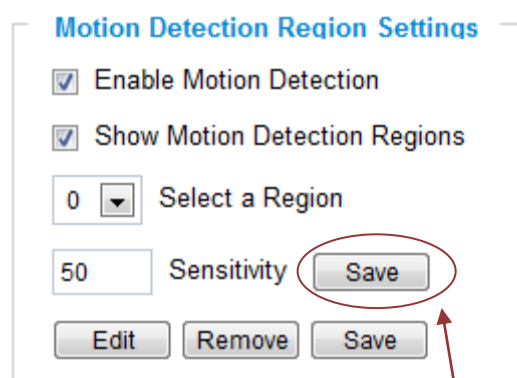 Motion Detection Region Settings
Enable Motion Detection
Show Motion Detection Regions
0 Select a Region
50 Sensitivity Save
Edit Remove Save